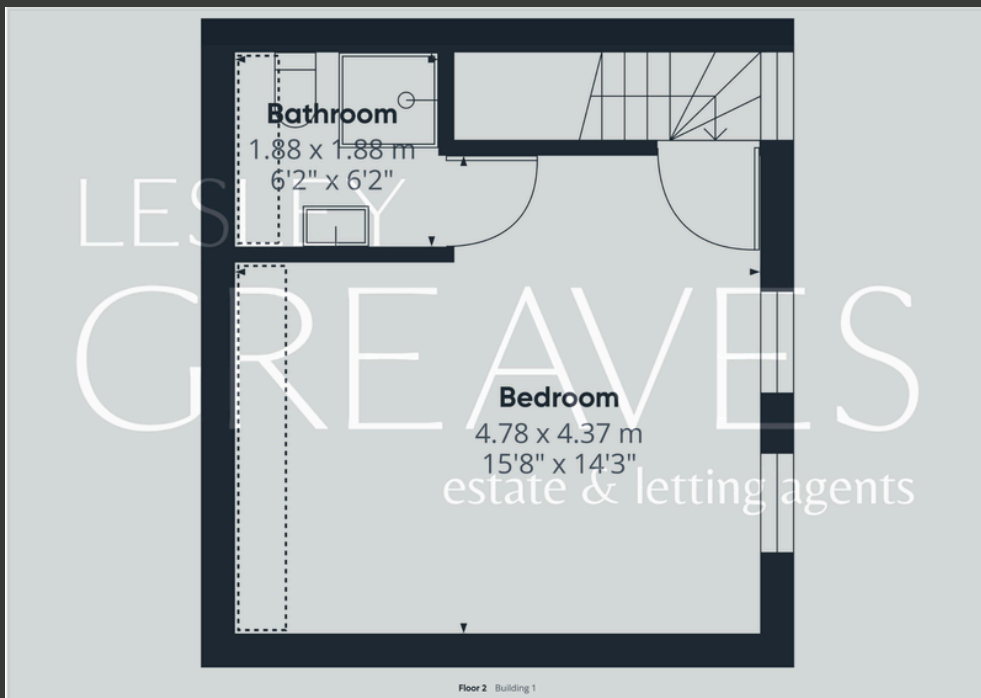 Bathroom
1.88 x 1.88 m
6'2" x 6'2"
LESLEY
GREAVES
Bedroom
4.78 x 4.37 m
15'8" x 14'3"
estate & letting agents
Floor 2 Building 1